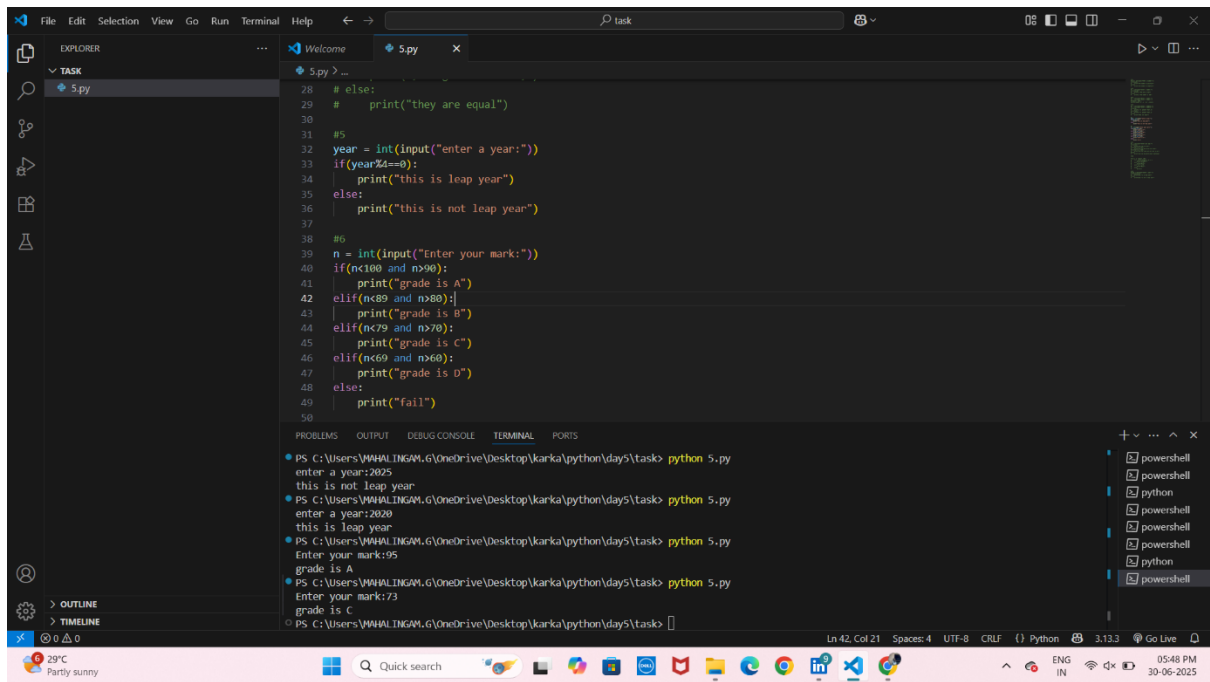 File Edit Selection View Go Run Terminal Help
task
EXPLORER
TASK
5.py
Welcome
5.py
5.py > ...
28 # else:
29 #     print("they are equal")
30
31 #5
32 year = int(input("enter a year:"))
33 if(year%4==0):
34     print("this is leap year")
35 else:
36     print("this is not leap year")
37
38 #6
39 n = int(input("Enter your mark:"))
40 if(n<100 and n>90):
41     print("grade is A")
42 elif(n<89 and n>80):
43     print("grade is B")
44 elif(n<79 and n>70):
45     print("grade is C")
46 elif(n<69 and n>60):
47     print("grade is D")
48 else:
49     print("fail")
50
PROBLEMS OUTPUT DEBUG CONSOLE TERMINAL PORTS
PS C:\Users\MAHALINGAM.G\OneDrive\Desktop\karka\python\day5\task> python 5.py
enter a year:2025
this is not leap year
PS C:\Users\MAHALINGAM.G\OneDrive\Desktop\karka\python\day5\task> python 5.py
enter a year:2020
this is leap year
PS C:\Users\MAHALINGAM.G\OneDrive\Desktop\karka\python\day5\task> python 5.py
Enter your mark:95
grade is A
PS C:\Users\MAHALINGAM.G\OneDrive\Desktop\karka\python\day5\task> python 5.py
Enter your mark:73
grade is C
PS C:\Users\MAHALINGAM.G\OneDrive\Desktop\karka\python\day5\task>
powershell
powershell
python
powershell
powershell
powershell
python
powershell
OUTLINE
TIMELINE
0 0 Ln 42, Col 21 Spaces: 4 UTF-8 CRLF {} Python 3.13.3 Go Live
6
29°C
Partly sunny
Quick search
DELL
9
ENG
IN
05:48 PM
30-06-2025